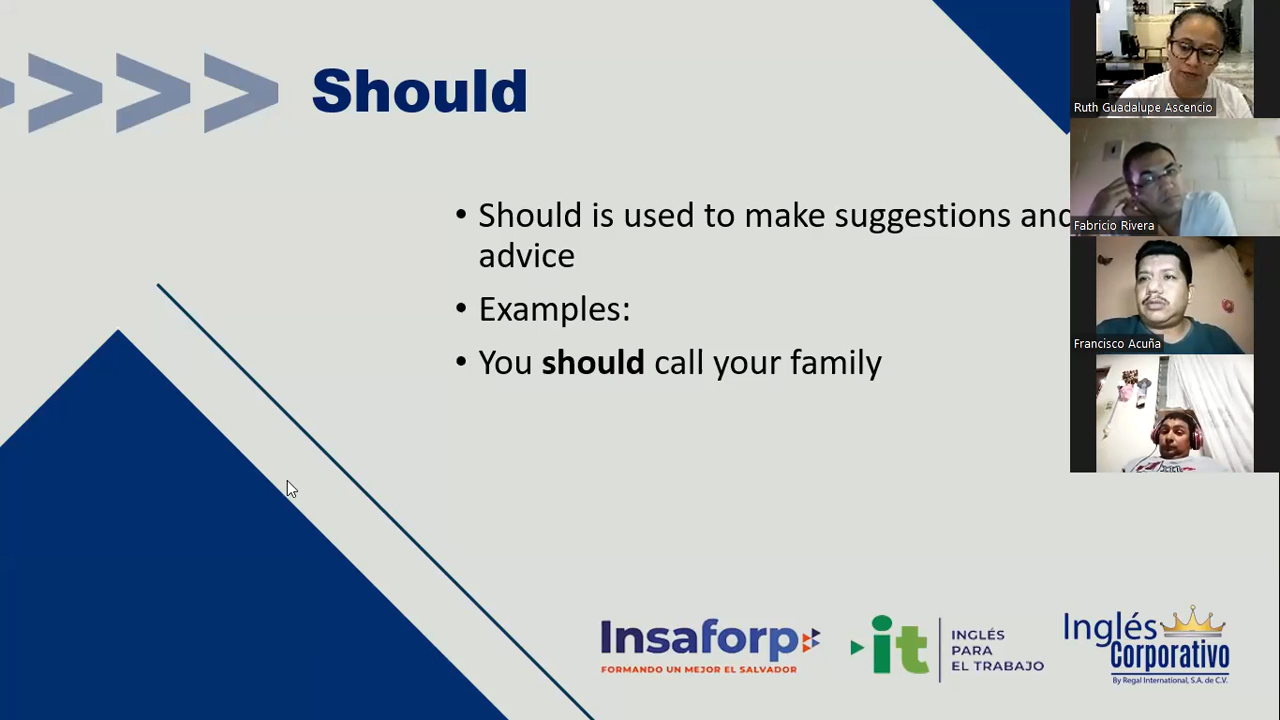 Should
• Should is used to make suggestions and
advice
• Examples:
• You should call your family
Ruth Guadalupe Ascencio
Fabricio Rivera
Francisco Acuña
Insaforp
FORMANDO UN MEJOR EL SALVADOR
it
INGLÉS
PARA
EL TRABAJO
Inglés
Corporativo
By Regal International, S.A. de C.V.